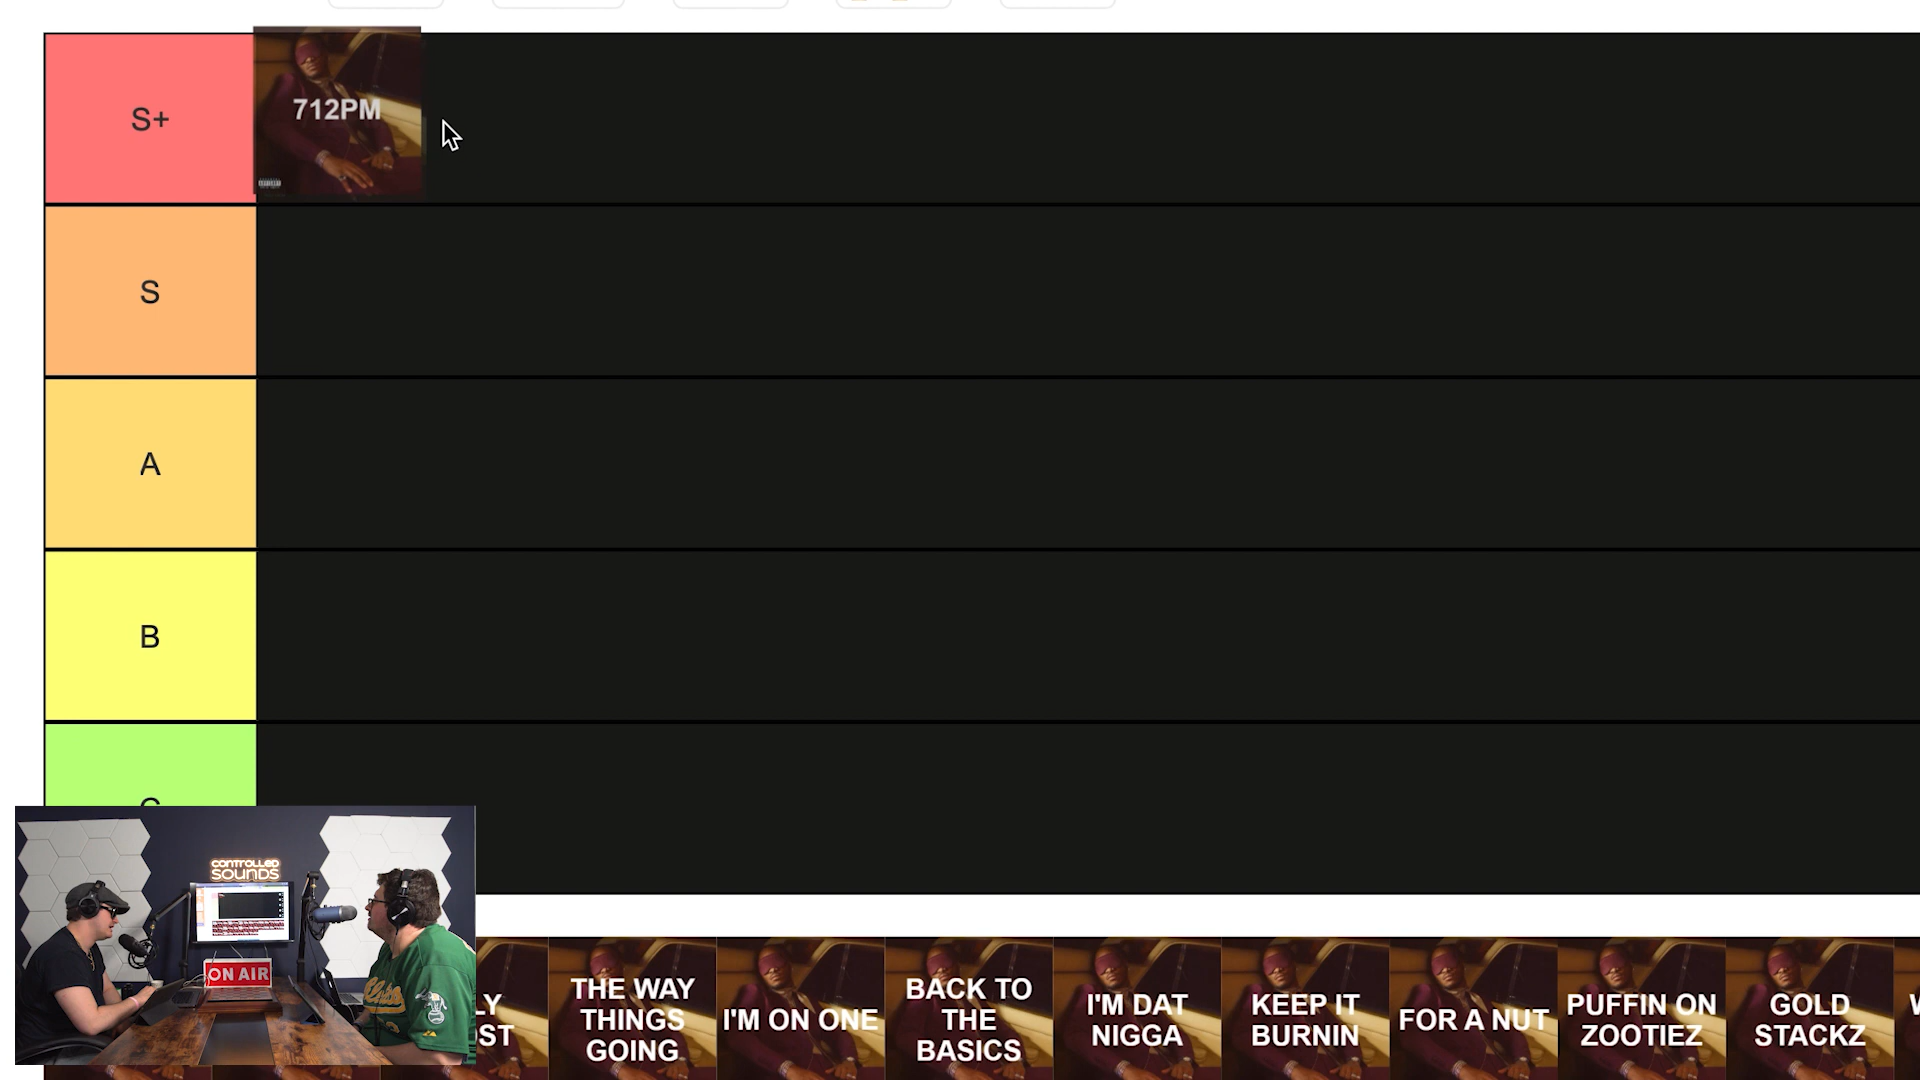 S+
712PM
S
A
B
CONTROLLED
SOUNDS
ON AIR
THE WAY
THINGS
GOING
I'M ON ONE
BACK TO
THE
BASICS
I'M DAT
NIGGA
KEEP IT
BURNIN
FOR A NUT
PUFFIN ON
ZOOTIEZ
GOLD
STACKZ